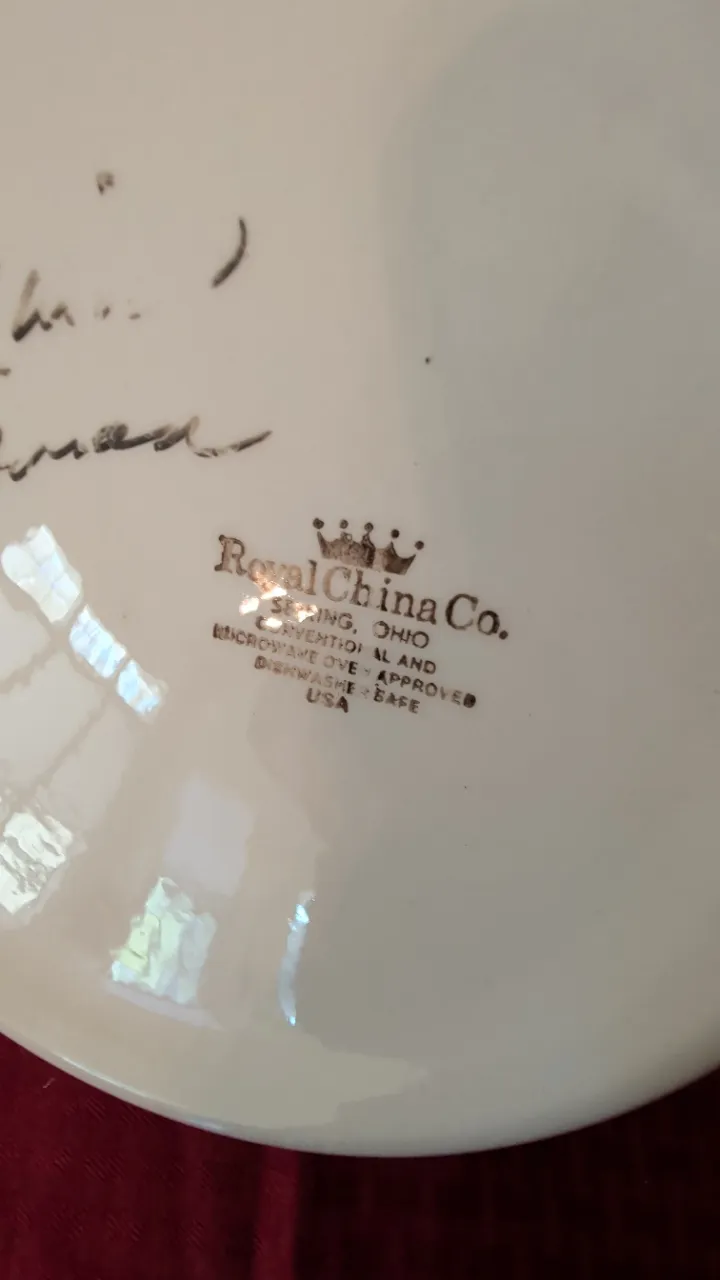 Royal China Co.
SEBRING, OHIO
CONVENTIONAL AND
MICROWAVE OVEN APPROVED
DISHWASHER SAFE
USA